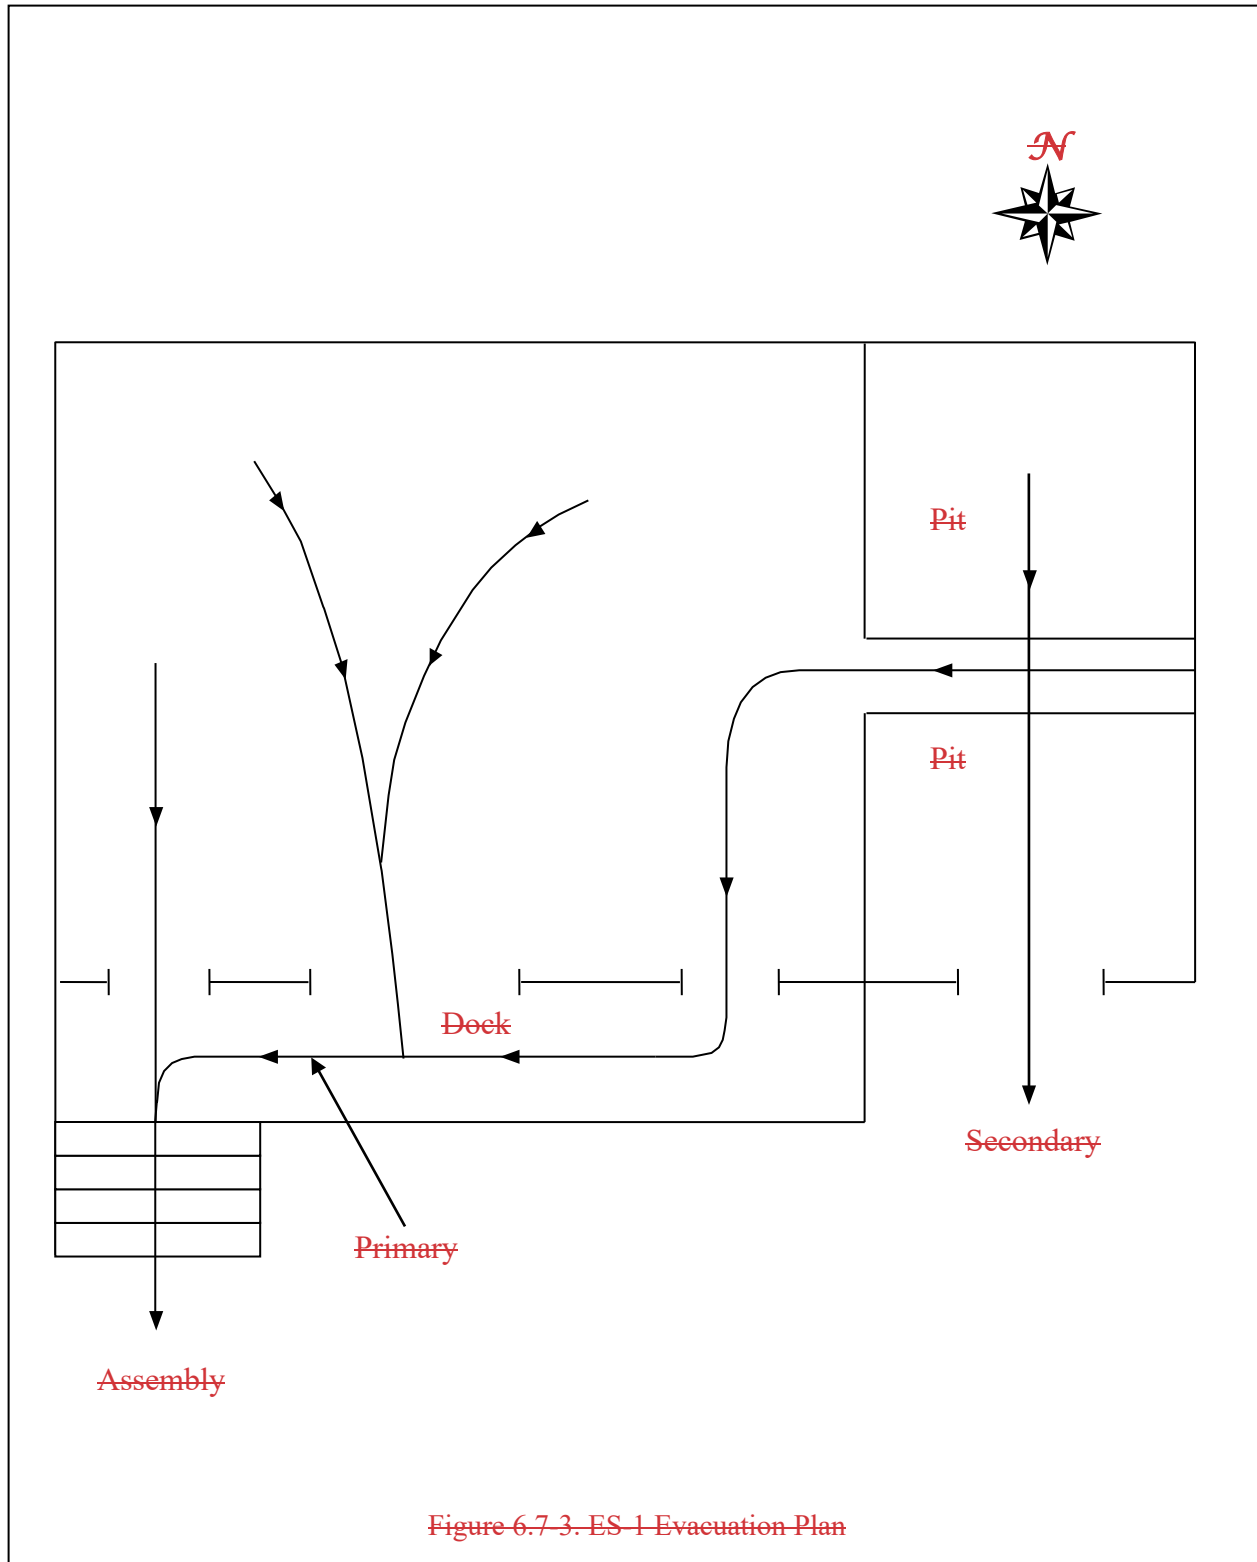 N
Pit
Pit
Dock
Secondary
Primary
Assembly
Figure 6.7-3. ES-1 Evacuation Plan